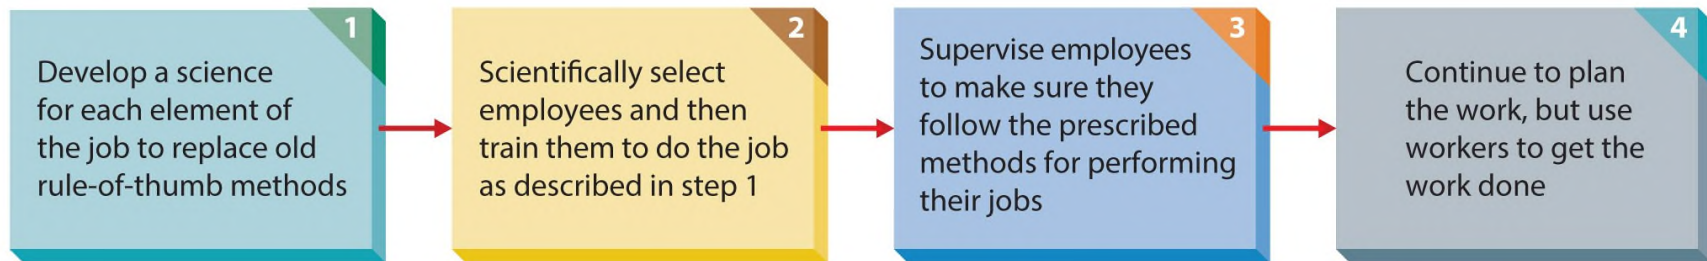 1
Develop a science
for each element of
the job to replace old
rule-of-thumb methods
2
Scientifically select
employees and then
train them to do the job
as described in step 1
3
Supervise employees
to make sure they
follow the prescribed
methods for performing
their jobs
4
Continue to plan
the work, but use
workers to get the
work done